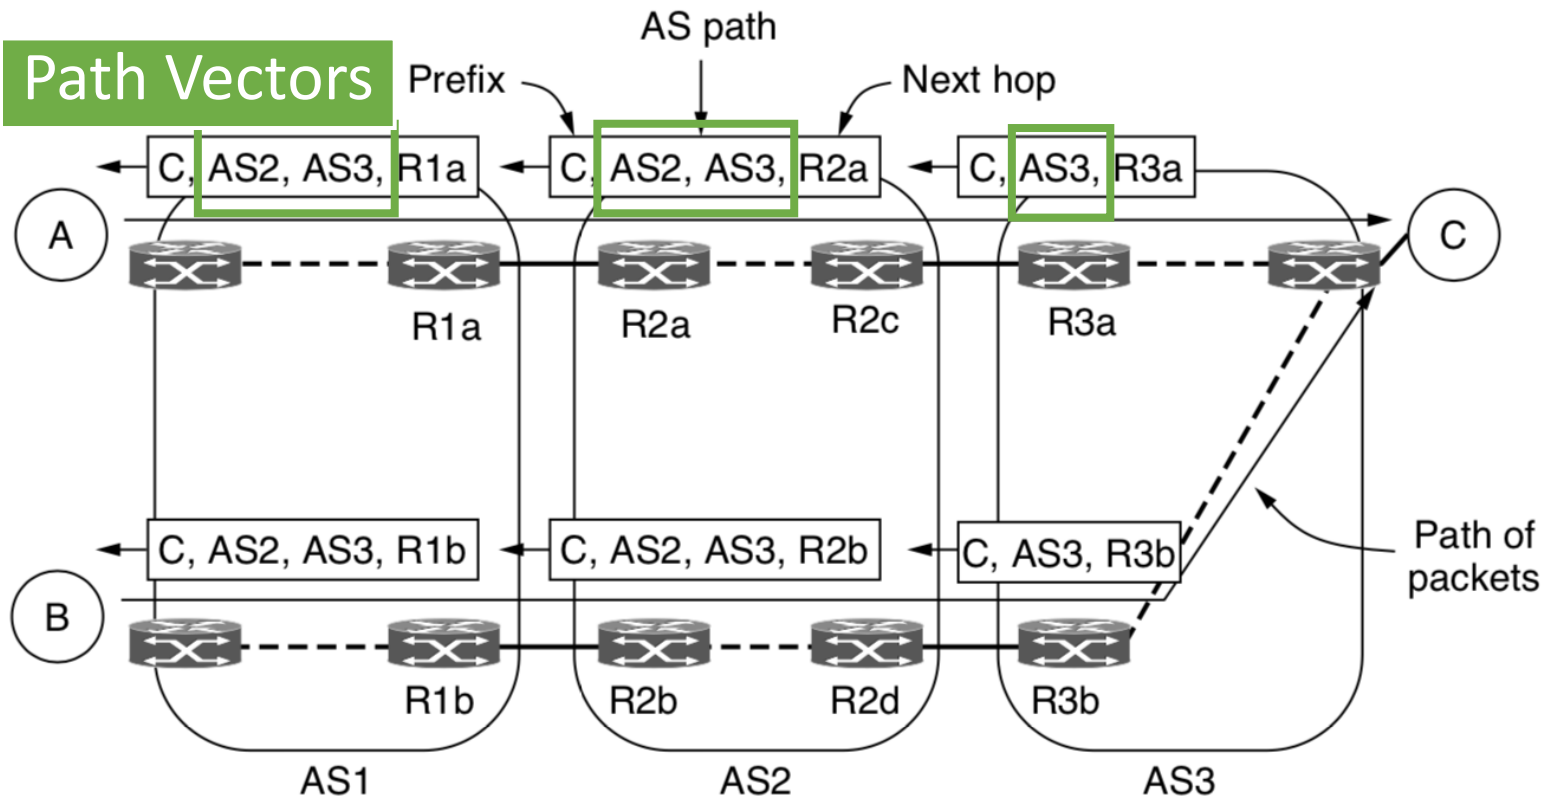 AS path
Path Vectors
Prefix
Next hop
C, AS2, AS3, R1a
C, AS2, AS3, R2a
C, AS3, R3a
A
C
R1a
R2a
R2c
R3a
C, AS2, AS3, R1b
C, AS2, AS3, R2b
C, AS3, R3b
Path of
packets
B
R1b
R2b
R2d
R3b
AS1
AS2
AS3